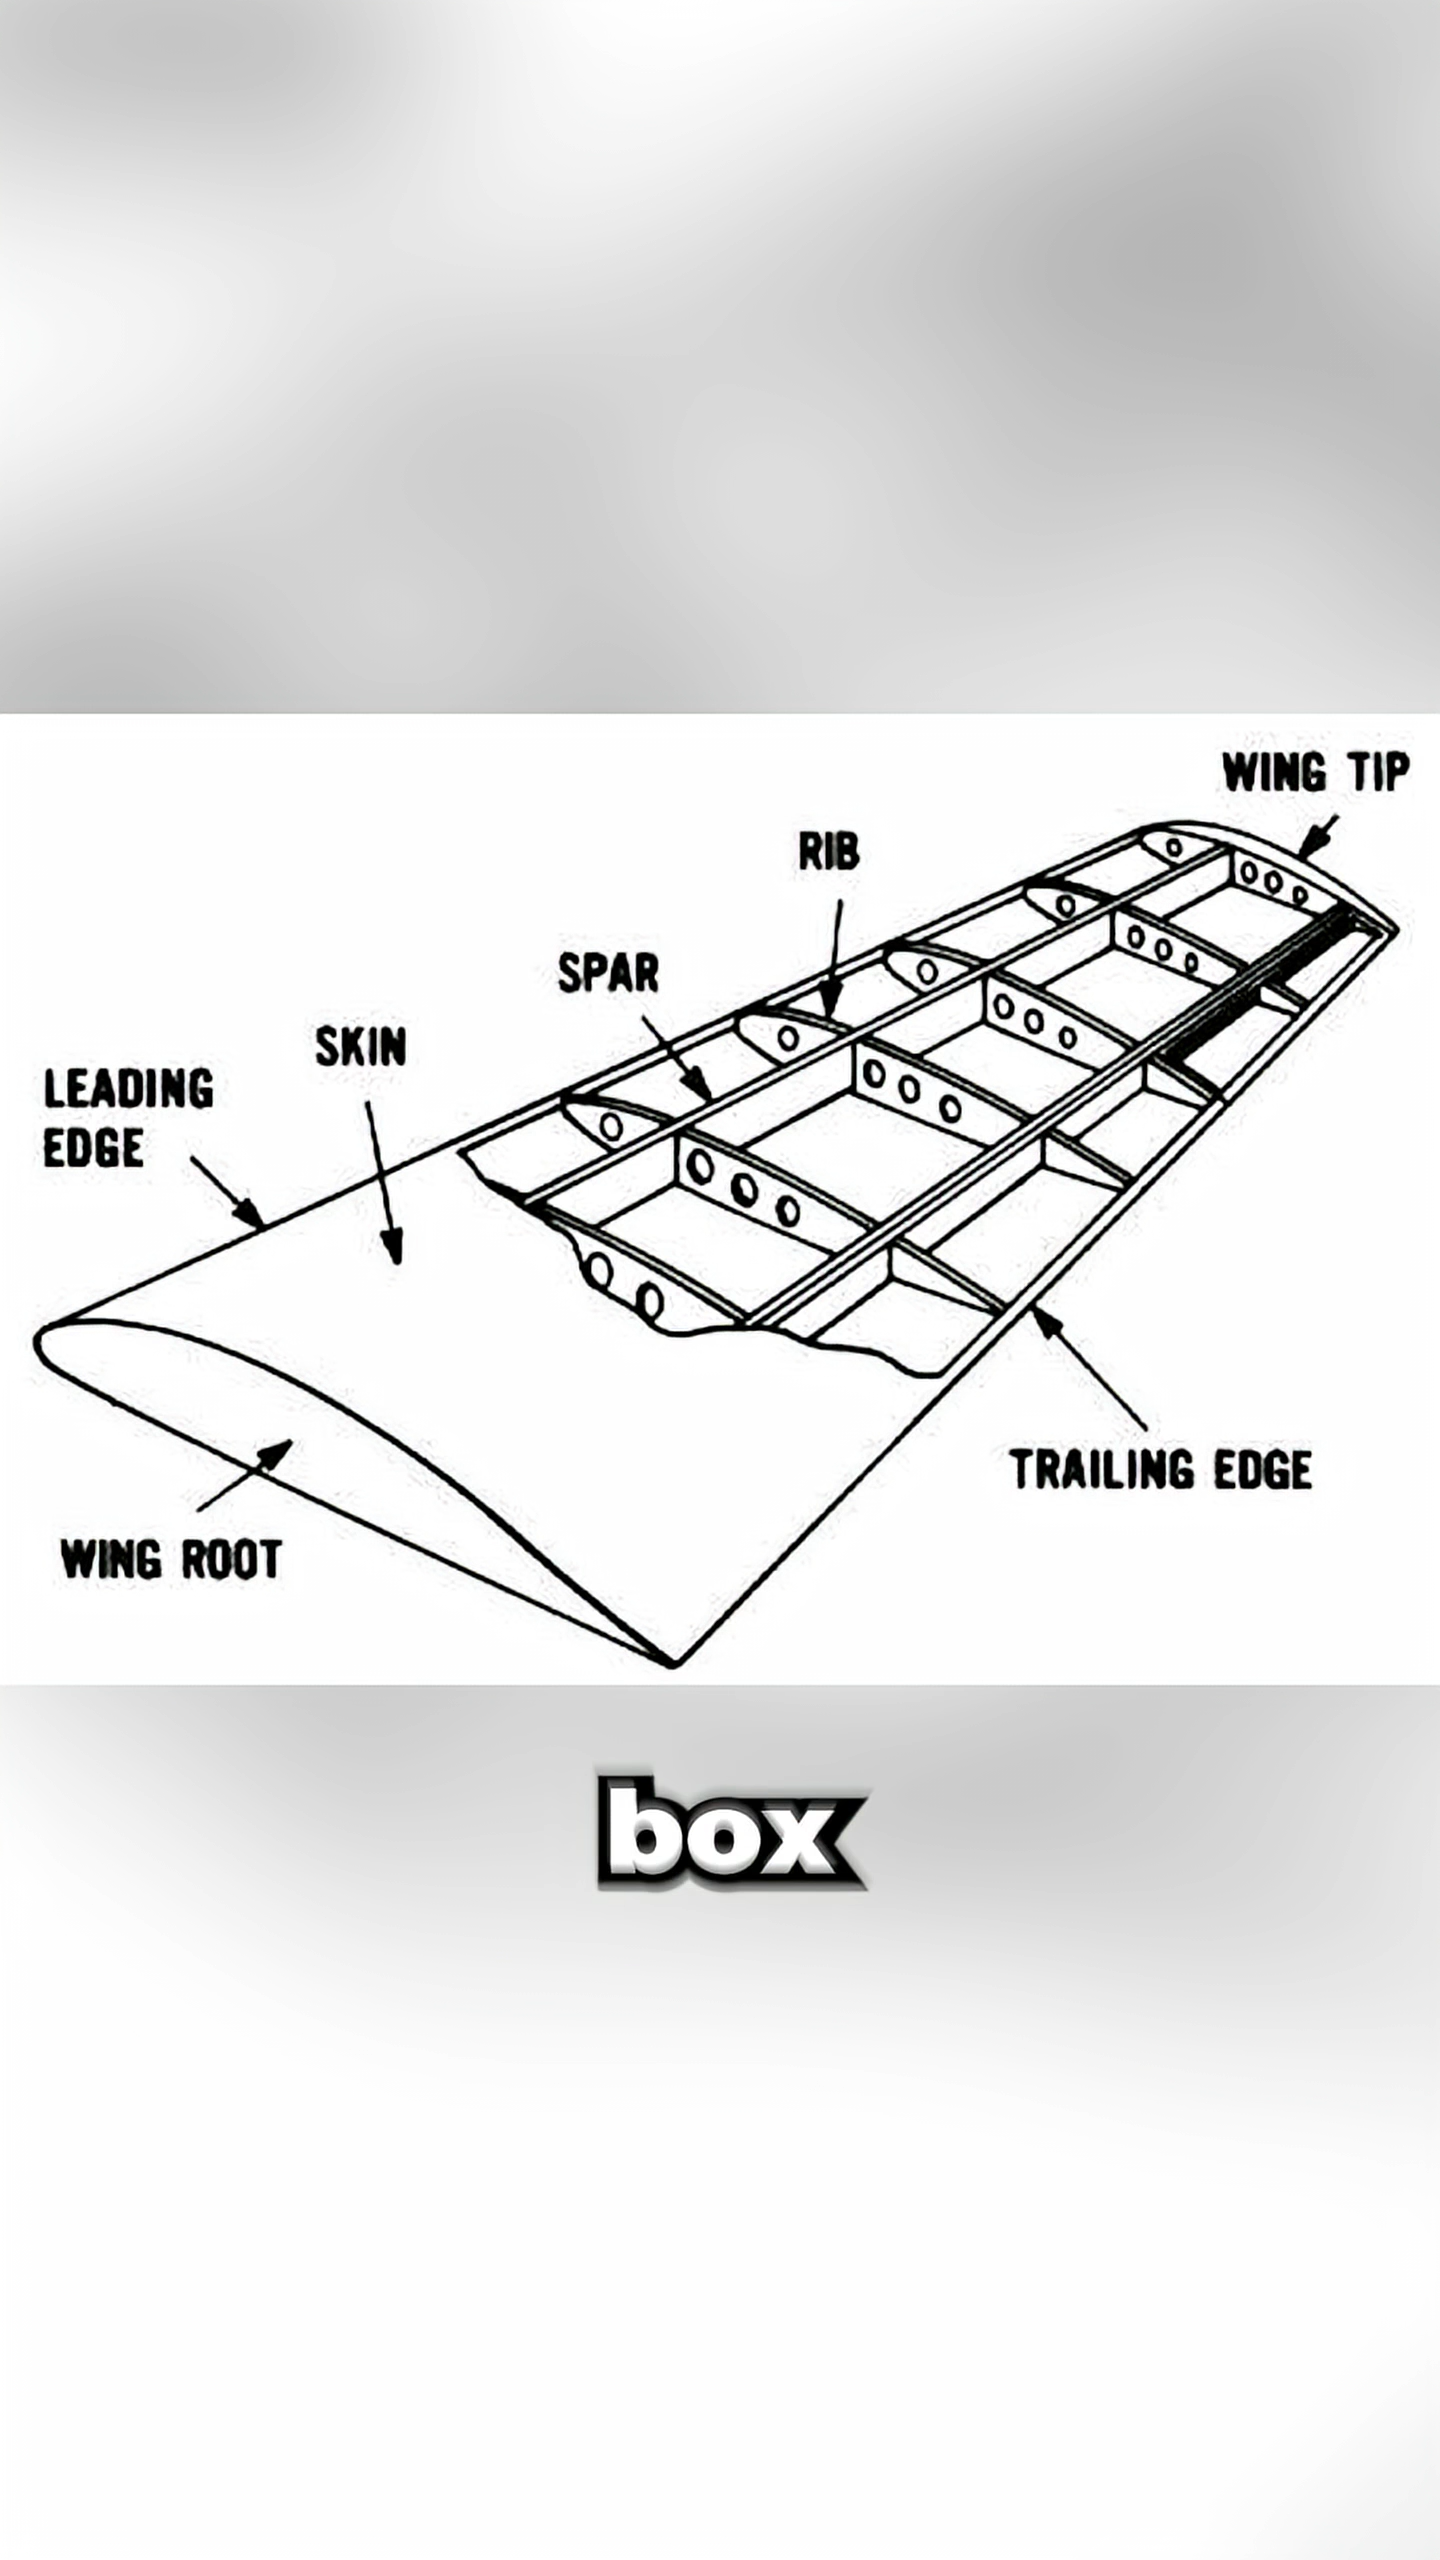 WING TIP
RIB
SPAR
SKIN
LEADING
EDGE
TRAILING EDGE
WING ROOT
box